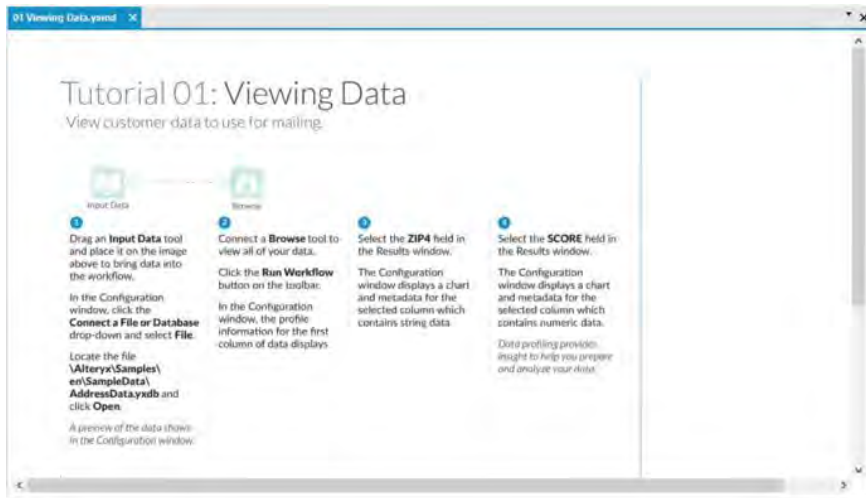 01 Viewing Data.yxmd
Tutorial 01: Viewing Data
View customer data to use for mailing.
Input Data
Browse
1
Drag an Input Data tool
and place it on the image
above to bring data into
the workflow.
In the Configuration
window, click the
Connect a File or Database
drop-down and select File.
Locate the file
\Alteryx\Samples\
en\SampleData\
AddressData.yxdb and
click Open.
A preview of the data shows
in the Configuration window.
2
Connect a Browse tool to
view all of your data.
Click the Run Workflow
button on the toolbar.
In the Configuration
window, the profile
information for the first
column of data displays
3
Select the ZIP4 field in
the Results window.
The Configuration
window displays a chart
and metadata for the
selected column which
contains string data
4
Select the SCORE field in
the Results window.
The Configuration
window displays a chart
and metadata for the
selected column which
contains numeric data.
Data profiling provides
insight to help you prepare
and analyze your data.